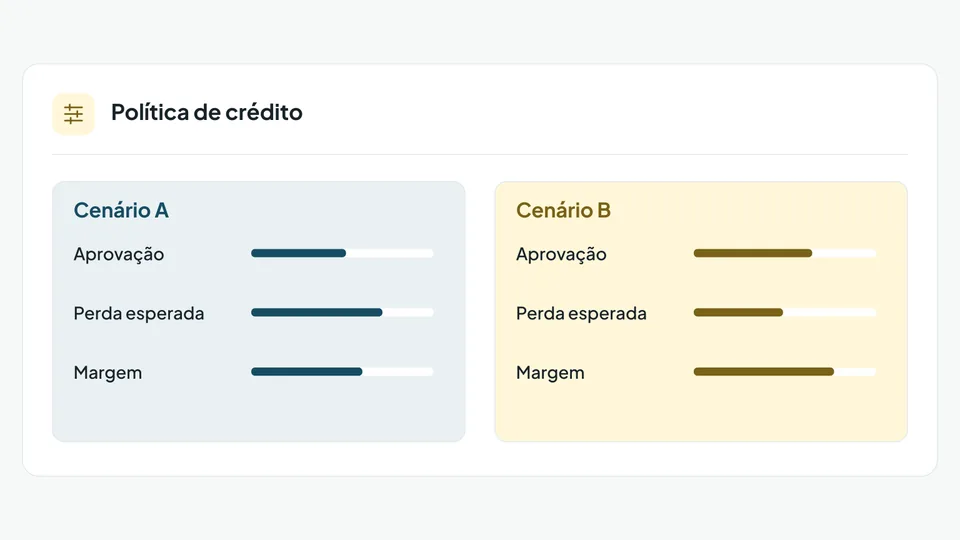 Política de crédito
Cenário A
Aprovação
Perda esperada
Margem
Cenário B
Aprovação
Perda esperada
Margem